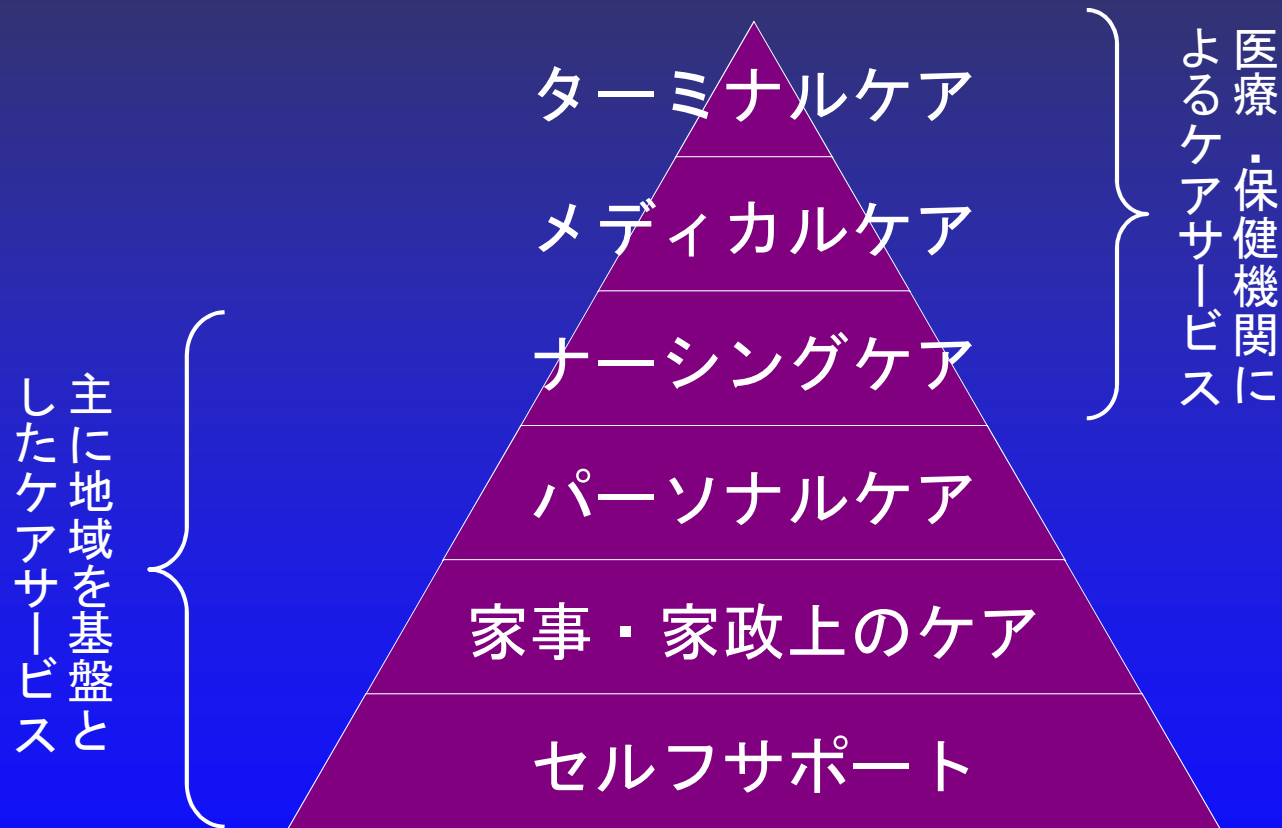 ターミナルケア
メディカルケア
ナーシングケア
パーソナルケア
家事・家政上のケア
セルフサポート
医療・保健機関に
よるケアサービス
主に地域を基盤と
したケアサービス